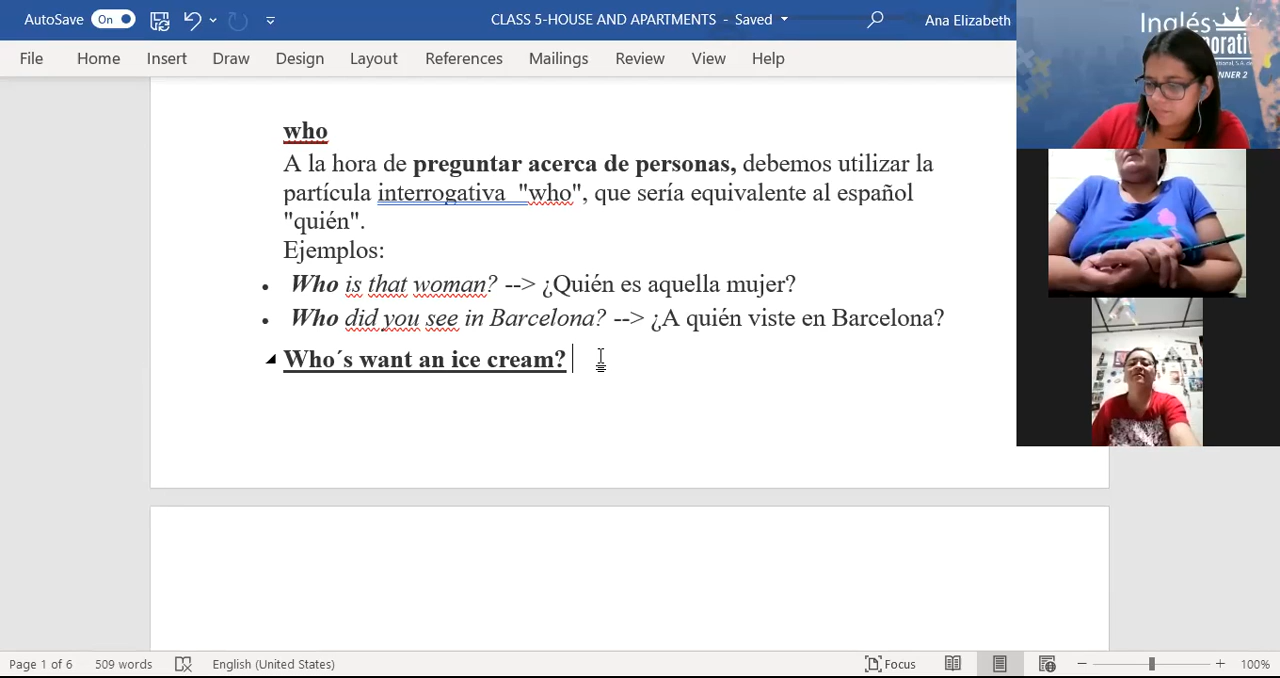 AutoSave On CLASS 5-HOUSE AND APARTMENTS - Saved Ana Elizabeth
File Home Insert Draw Design Layout References Mailings Review View Help
Inglés
NNER 2
who
A la hora de preguntar acerca de personas, debemos utilizar la
partícula interrogativa "who", que sería equivalente al español
"quién".
Ejemplos:
• Who is that woman? --> ¿Quién es aquella mujer?
• Who did you see in Barcelona? --> ¿A quién viste en Barcelona?
Who´s want an ice cream?
Page 1 of 6 509 words English (United States) Focus 100%